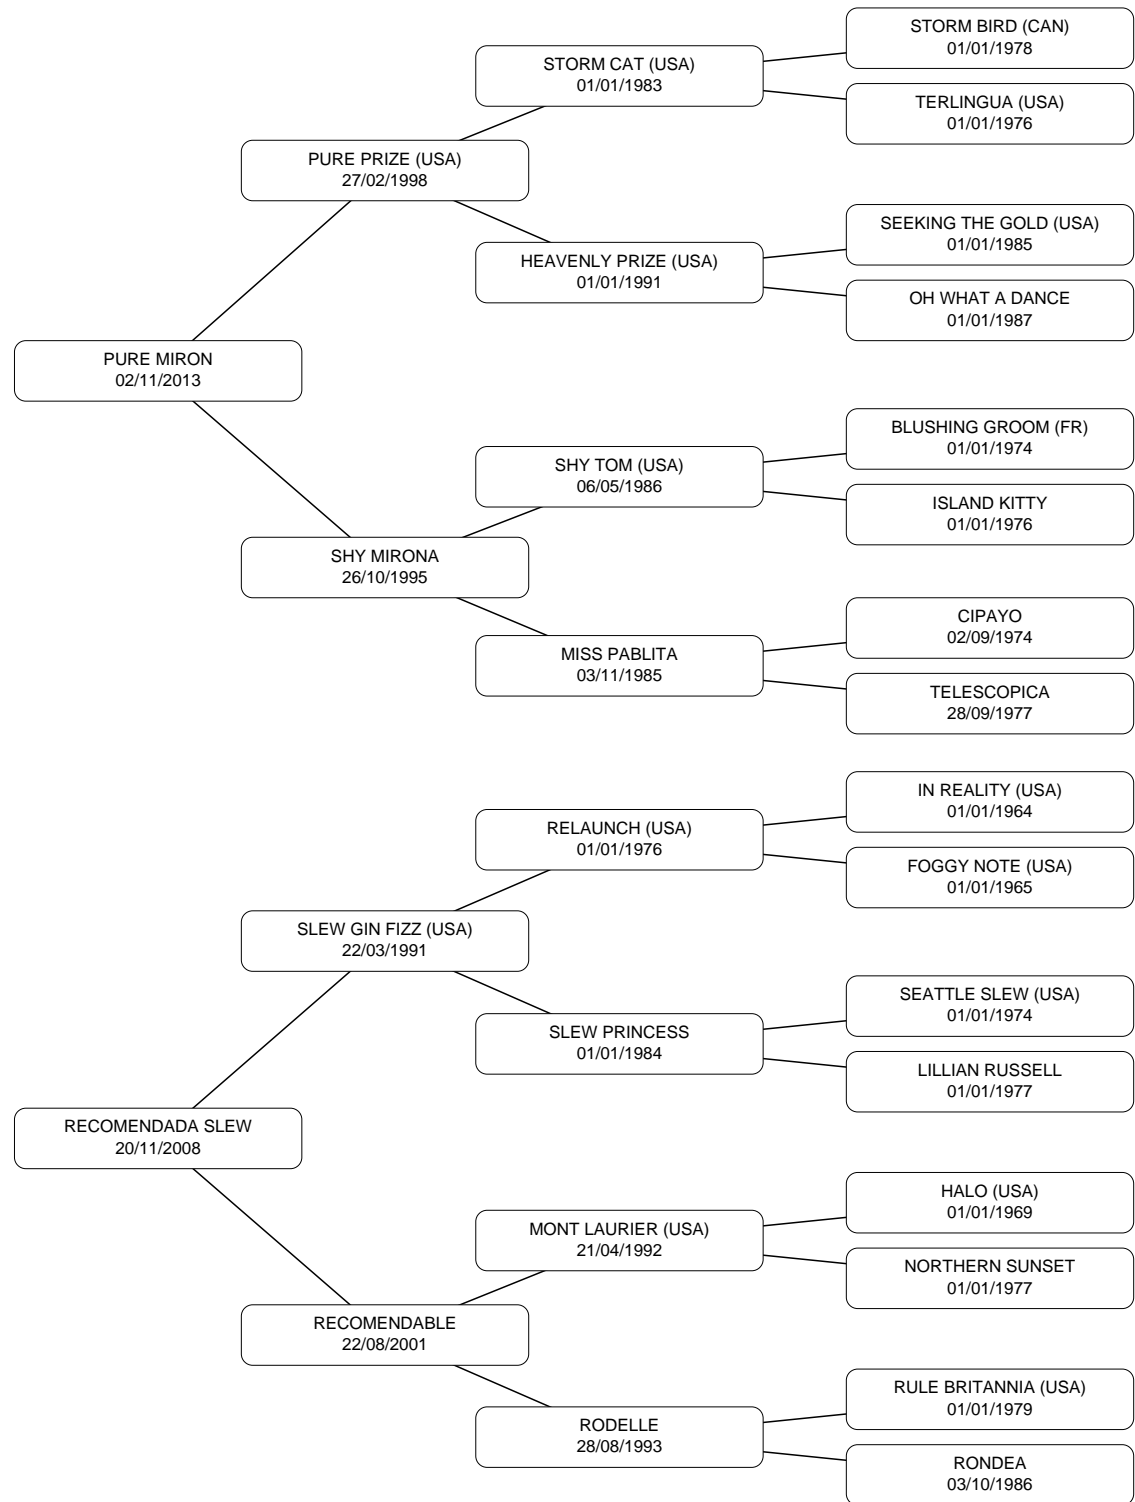 STORM BIRD (CAN)
01/01/1978
STORM CAT (USA)
01/01/1983
TERLINGUA (USA)
01/01/1976
PURE PRIZE (USA)
27/02/1998
SEEKING THE GOLD (USA)
01/01/1985
HEAVENLY PRIZE (USA)
01/01/1991
OH WHAT A DANCE
01/01/1987
PURE MIRON
02/11/2013
BLUSHING GROOM (FR)
01/01/1974
SHY TOM (USA)
06/05/1986
ISLAND KITTY
01/01/1976
SHY MIRONA
26/10/1995
CIPAYO
02/09/1974
MISS PABLITA
03/11/1985
TELESCOPICA
28/09/1977
IN REALITY (USA)
01/01/1964
RELAUNCH (USA)
01/01/1976
FOGGY NOTE (USA)
01/01/1965
SLEW GIN FIZZ (USA)
22/03/1991
SEATTLE SLEW (USA)
01/01/1974
SLEW PRINCESS
01/01/1984
LILLIAN RUSSELL
01/01/1977
RECOMENDADA SLEW
20/11/2008
HALO (USA)
01/01/1969
MONT LAURIER (USA)
21/04/1992
NORTHERN SUNSET
01/01/1977
RECOMENDABLE
22/08/2001
RULE BRITANNIA (USA)
01/01/1979
RODELLE
28/08/1993
RONDEA
03/10/1986